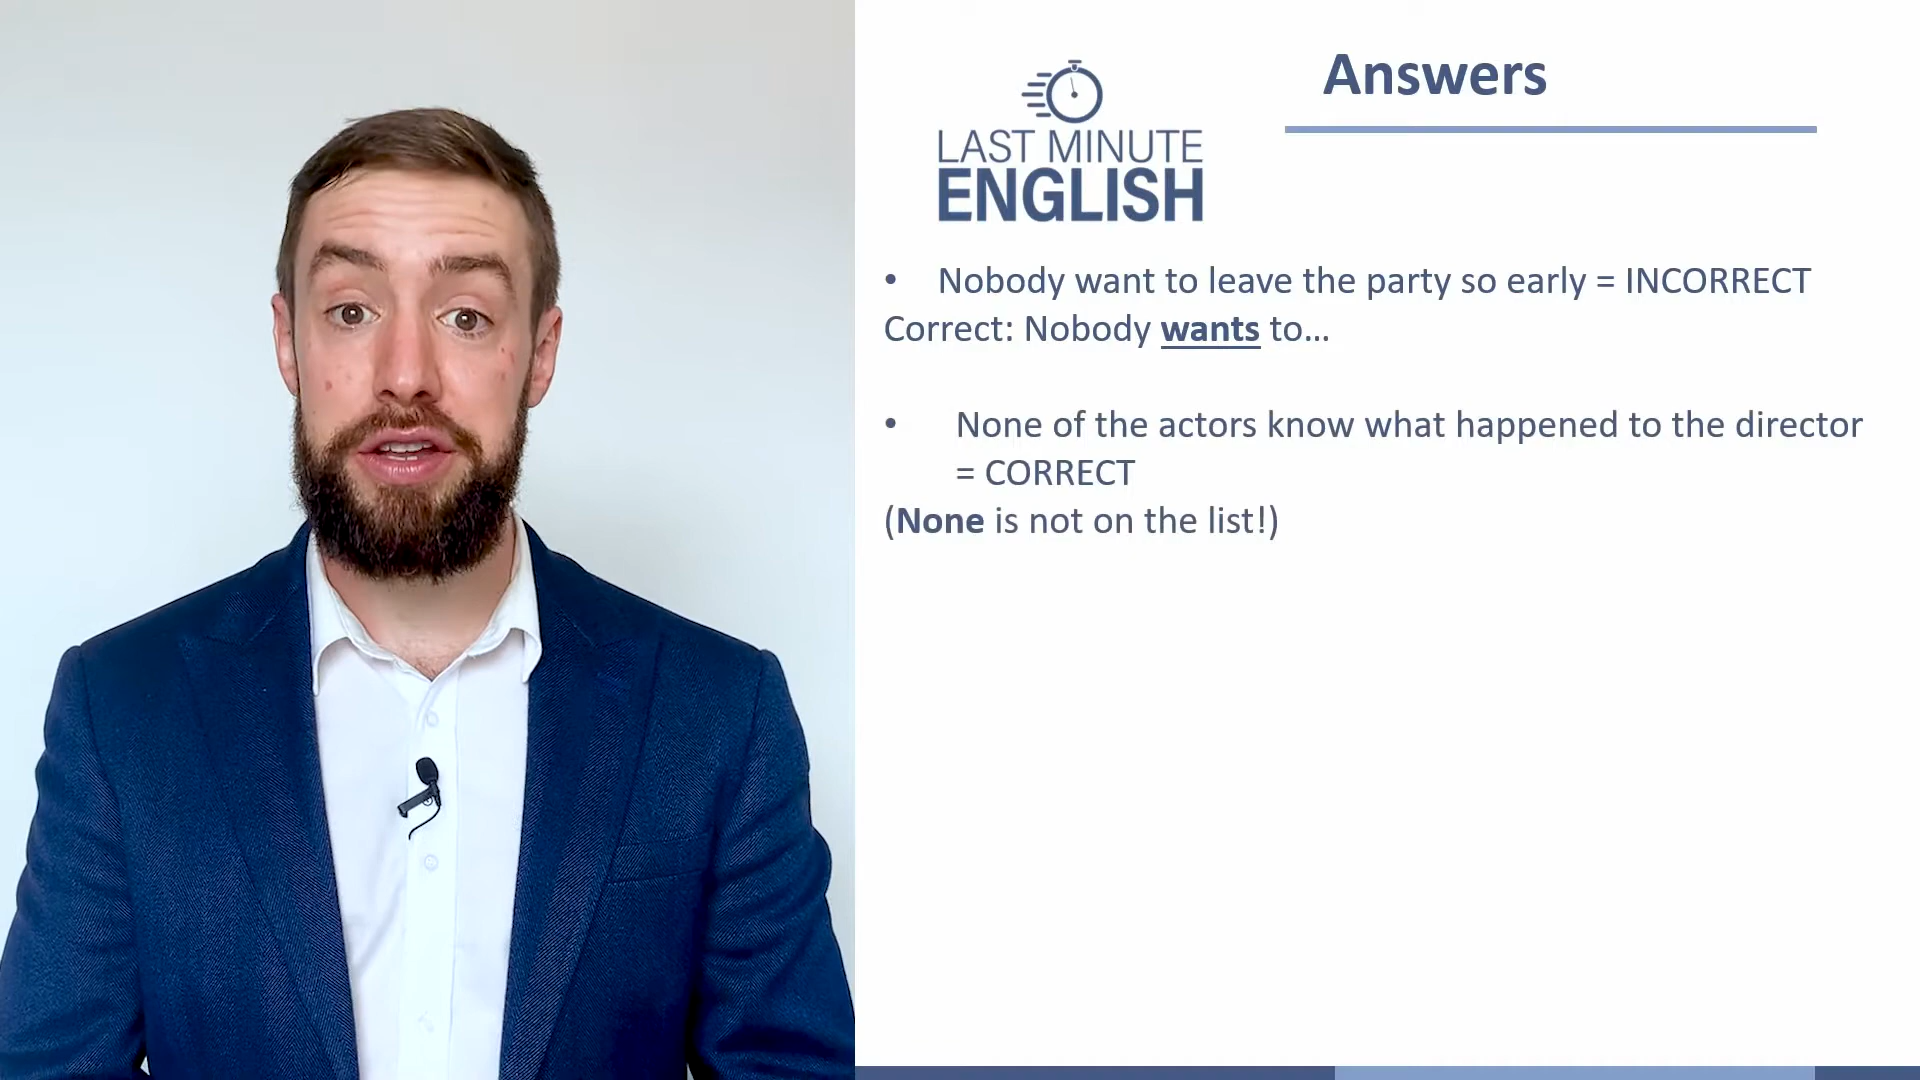 Answers
LAST MINUTE
ENGLISH
• Nobody want to leave the party so early = INCORRECT
Correct: Nobody wants to...
• None of the actors know what happened to the director
= CORRECT
(None is not on the list!)